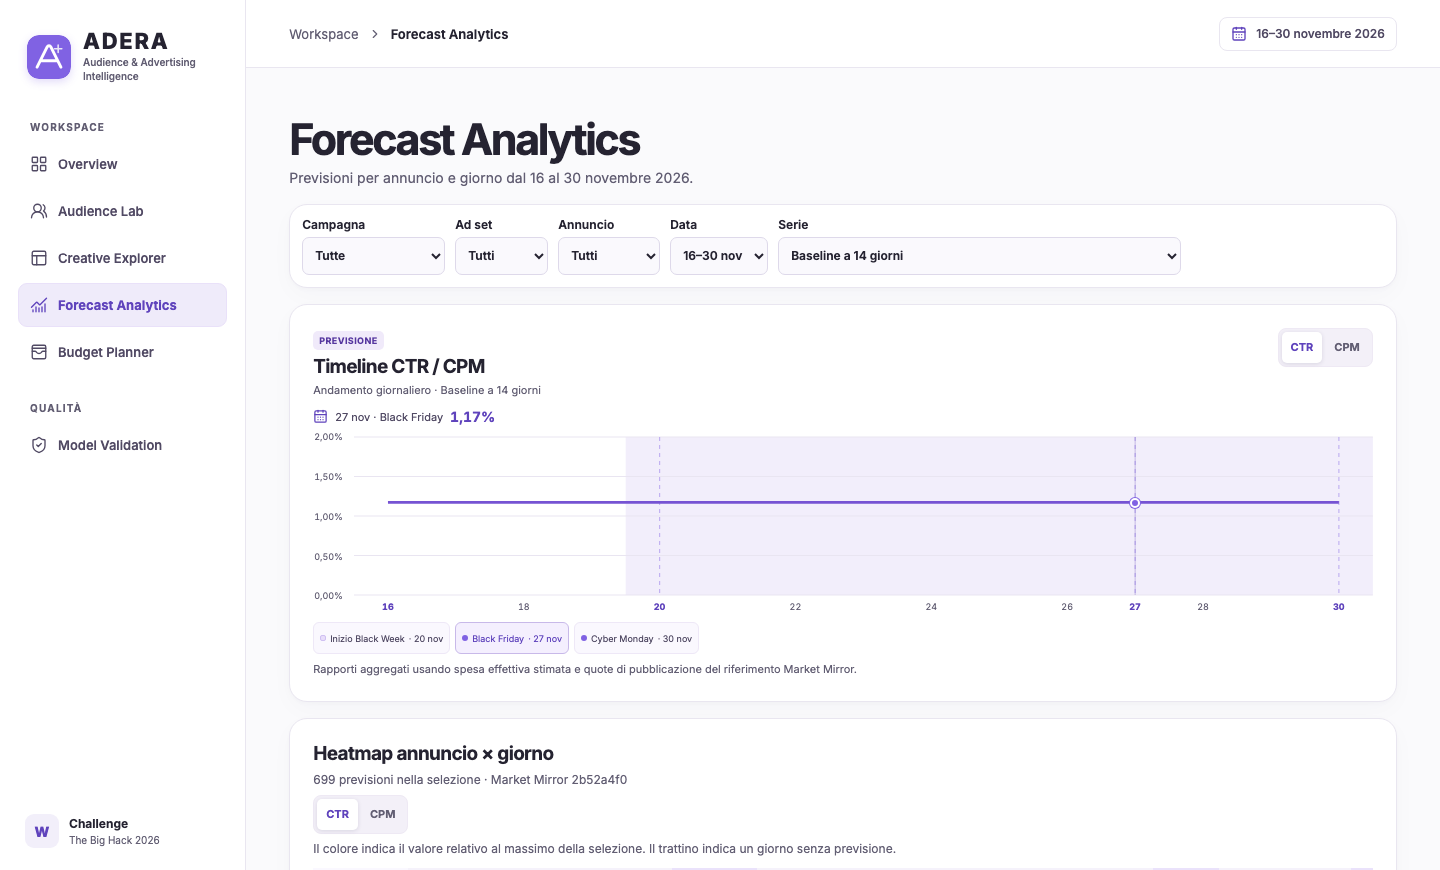 ADERA
Audience & Advertising
Intelligence
WORKSPACE
Overview
Audience Lab
Creative Explorer
Forecast Analytics
Budget Planner
QUALITÀ
Model Validation
W
Challenge
The Big Hack 2026
Workspace > Forecast Analytics
16–30 novembre 2026
Forecast Analytics
Previsioni per annuncio e giorno dal 16 al 30 novembre 2026.
Campagna Ad set Annuncio Data Serie
Tutte Tutti Tutti 16–30 nov Baseline a 14 giorni
PREVISIONE
Timeline CTR / CPM
CTR CPM
Andamento giornaliero · Baseline a 14 giorni
27 nov · Black Friday 1,17%
2,00%
1,50%
1,00%
0,50%
0,00%
16 18 20 22 24 26 27 28 30
Inizio Black Week · 20 nov Black Friday · 27 nov Cyber Monday · 30 nov
Rapporti aggregati usando spesa effettiva stimata e quote di pubblicazione del riferimento Market Mirror.
Heatmap annuncio × giorno
699 previsioni nella selezione · Market Mirror 2b52a4f0
CTR CPM
Il colore indica il valore relativo al massimo della selezione. Il trattino indica un giorno senza previsione.